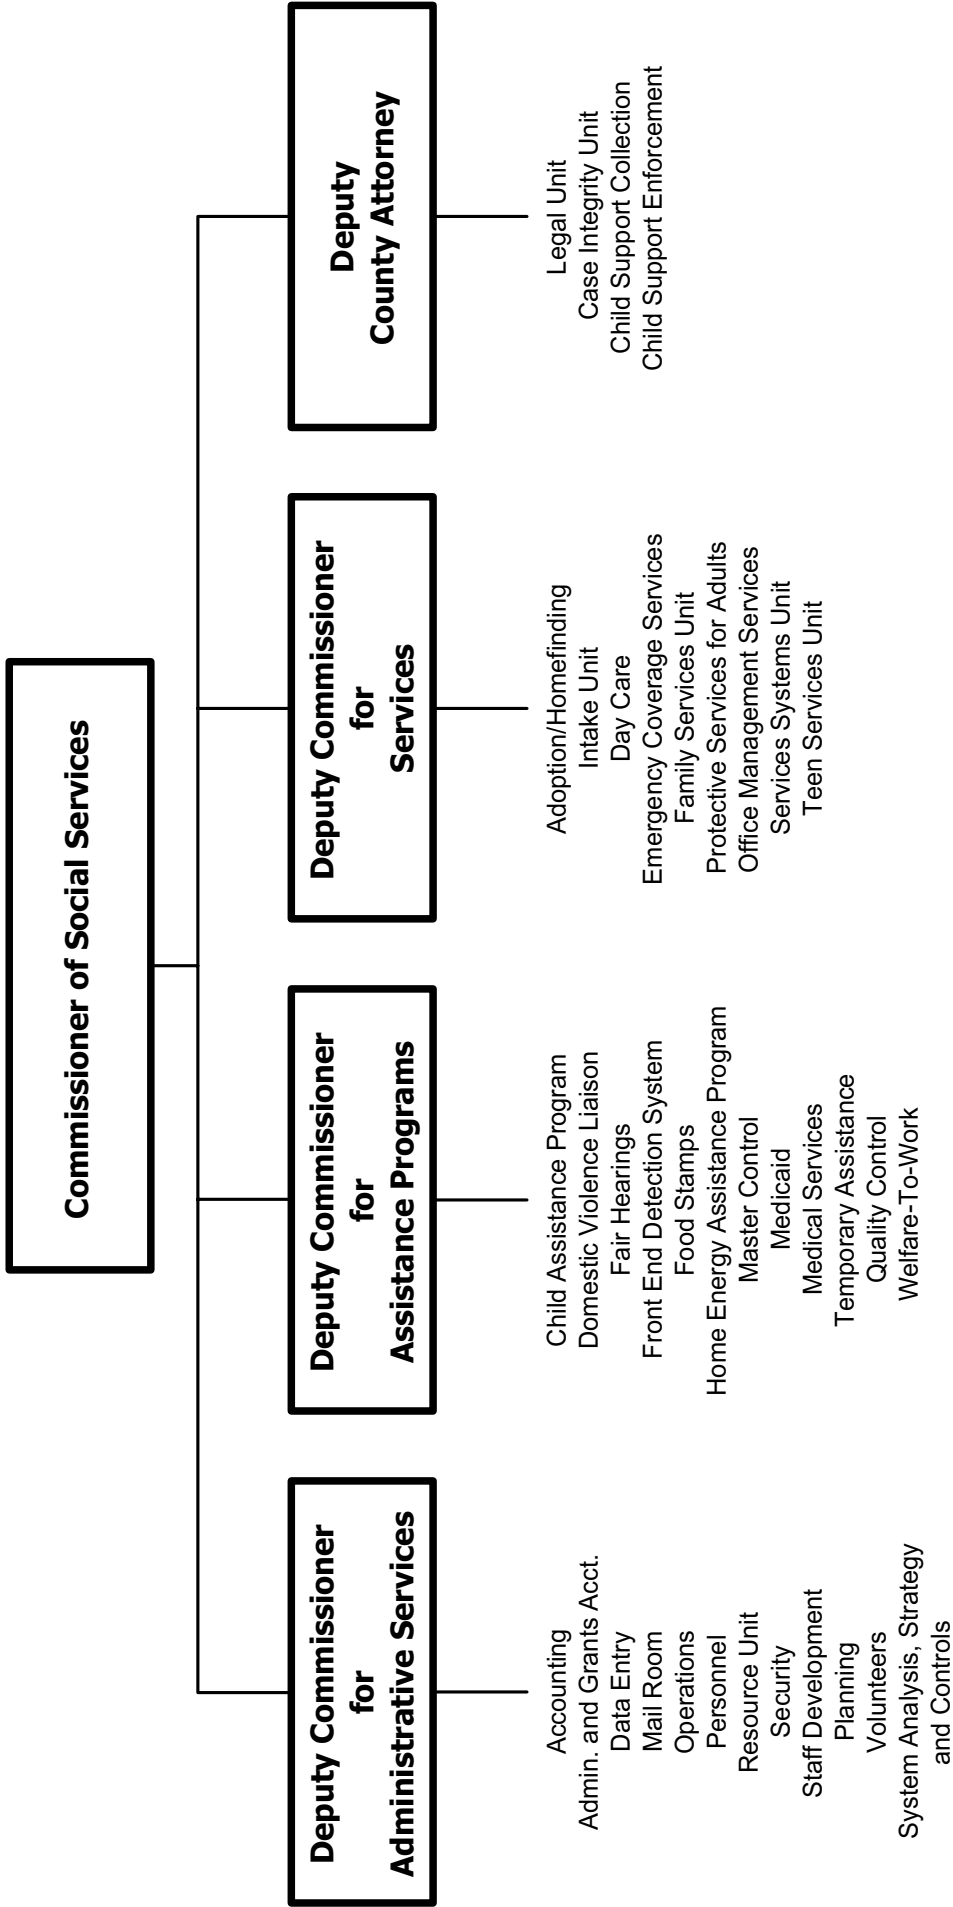 Commissioner of Social Services
Deputy Commissioner
for
Administrative Services
Accounting
Admin. and Grants Acct.
Data Entry
Mail Room
Operations
Personnel
Resource Unit
Security
Staff Development
Planning
Volunteers
System Analysis, Strategy
and Controls
Deputy Commissioner
for
Assistance Programs
Child Assistance Program
Domestic Violence Liaison
Fair Hearings
Front End Detection System
Food Stamps
Home Energy Assistance Program
Master Control
Medicaid
Medical Services
Temporary Assistance
Quality Control
Welfare-To-Work
Deputy Commissioner
for
Services
Adoption/Homefinding
Intake Unit
Day Care
Emergency Coverage Services
Family Services Unit
Protective Services for Adults
Office Management Services
Services Systems Unit
Teen Services Unit
Deputy
County Attorney
Legal Unit
Case Integrity Unit
Child Support Collection
Child Support Enforcement